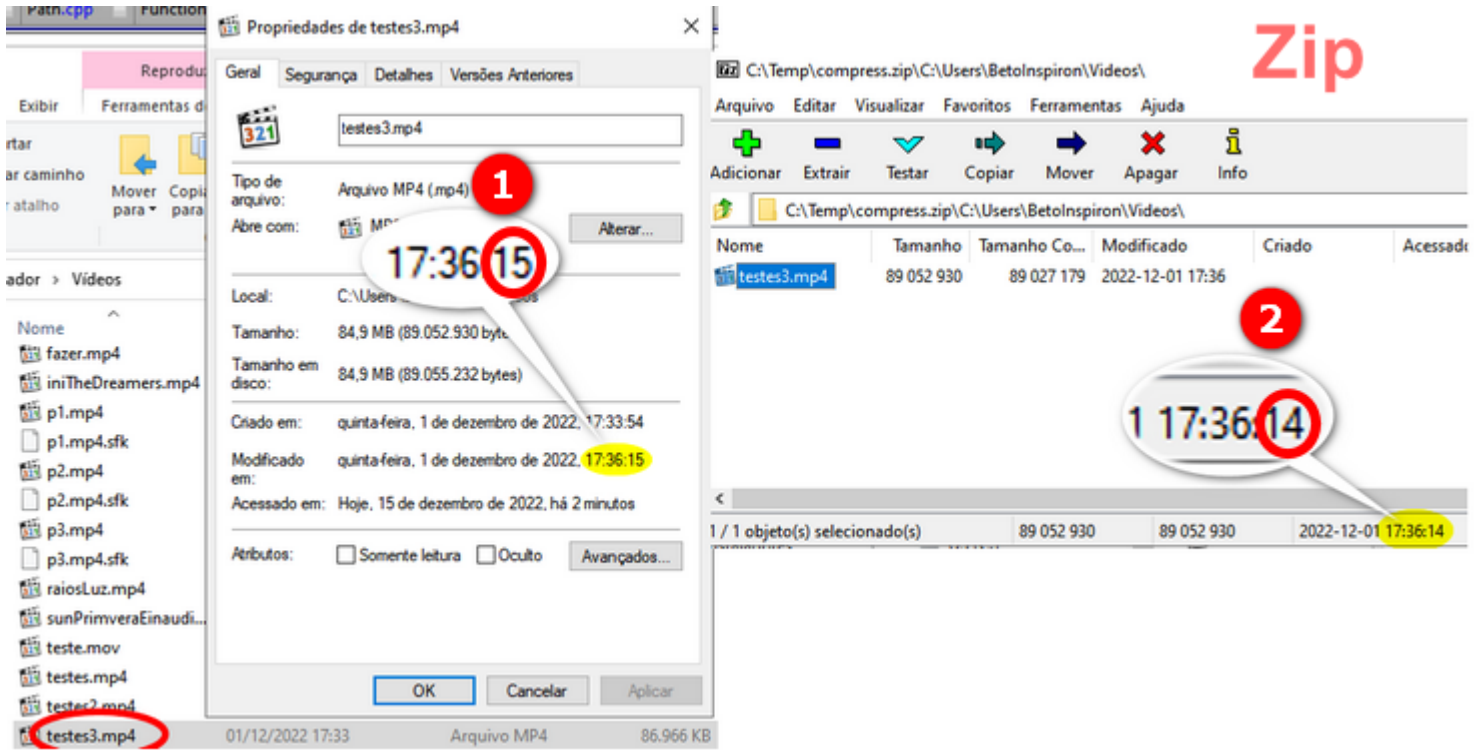 Path.cpp
Function
Reprodu
Exibir
Ferramentas d
rtar
ar caminho
atalho
Mover para
Copia para
ador > Vídeos
Nome
fazer.mp4
iniTheDreamers.mp4
p1.mp4
p1.mp4.sfk
p2.mp4
p2.mp4.sfk
p3.mp4
p3.mp4.sfk
raiosLuz.mp4
sunPrimveraEinaudi...
teste.mov
testes.mp4
testes2.mp4
testes3.mp4 01/12/2022 17:33 Arquivo MP4 86.966 KB
Propriedades de testes3.mp4
Geral Segurança Detalhes Versões Anteriores
321
testes3.mp4
Tipo de arquivo: Arquivo MP4 (.mp4)
1
Abre com:
Alterar...
17:36:15
Local: C:\Users
Tamanho: 84,9 MB (89.052.930 bytes)
Tamanho em disco: 84,9 MB (89.055.232 bytes)
Criado em: quinta-feira, 1 de dezembro de 2022, 17:33:54
Modificado em: quinta-feira, 1 de dezembro de 2022, 17:36:15
Acessado em: Hoje, 15 de dezembro de 2022, há 2 minutos
Atributos: Somente leitura Oculto Avançados...
OK Cancelar Aplicar
Zip
7z C:\Temp\compress.zip\C:\Users\BetoInspiron\Videos\
Arquivo Editar Visualizar Favoritos Ferramentas Ajuda
Adicionar Extrair Testar Copiar Mover Apagar Info
C:\Temp\compress.zip\C:\Users\BetoInspiron\Videos\
Nome Tamanho Tamanho Co... Modificado Criado Acessado
testes3.mp4 89 052 930 89 027 179 2022-12-01 17:36
2
1 17:36:14
1 / 1 objeto(s) selecionado(s) 89 052 930 89 052 930 2022-12-01 17:36:14